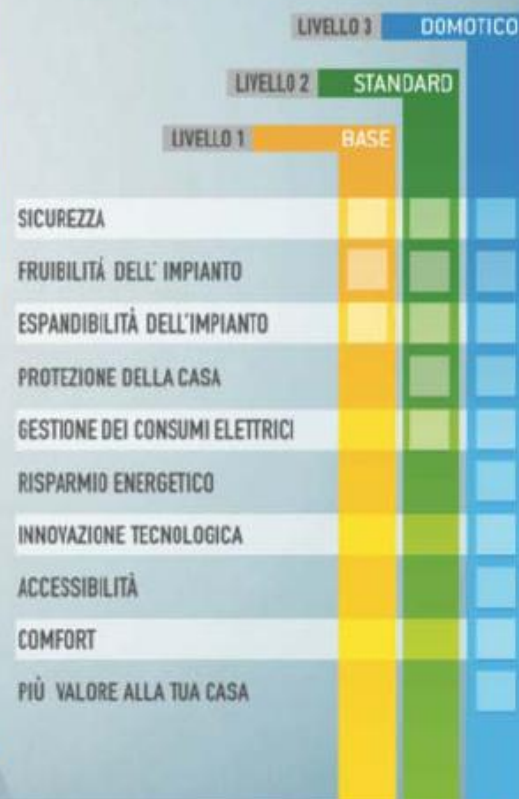 LIVELLO 3 DOMOTICO
LIVELLO 2 STANDARD
LIVELLO 1 BASE
SICUREZZA
FRUIBILITÁ DELL' IMPIANTO
ESPANDIBILITÀ DELL'IMPIANTO
PROTEZIONE DELLA CASA
GESTIONE DEI CONSUMI ELETTRICI
RISPARMIO ENERGETICO
INNOVAZIONE TECNOLOGICA
ACCESSIBILITÀ
COMFORT
PIÙ VALORE ALLA TUA CASA